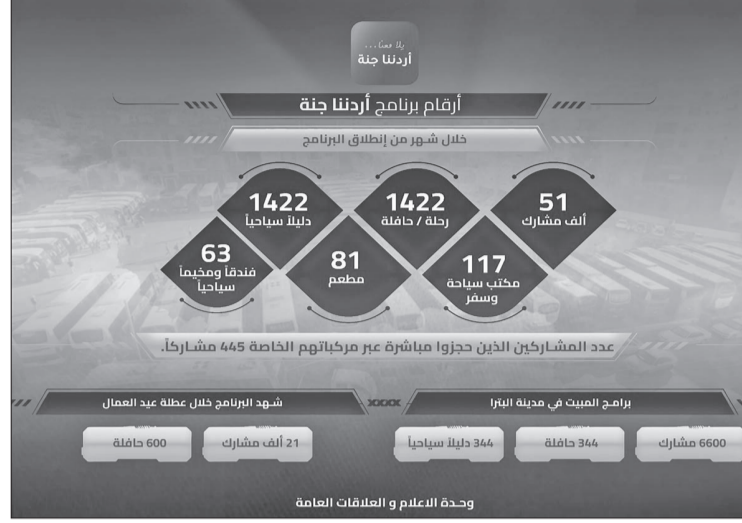 يلا معنا...
أردننا جنة
أرقام برنامج أردننا جنة
خلال شهر من إنطلاق البرنامج
51
ألف مشارك
1422
رحلة / حافلة
1422
دليلاً سياحياً
117
مكتب سياحة
وسفر
81
مطعم
63
فندقاً ومخيماً
سياحياً
عدد المشاركين الذين حجزوا مباشرة عبر مركباتهم الخاصة 445 مشاركاً.
برامج المبيت في مدينة البترا
6600 مشارك
344 حافلة
344 دليلاً سياحياً
شهد البرنامج خلال عطلة عيد العمال
21 ألف مشارك
600 حافلة
وحدة الاعلام و العلاقات العامة